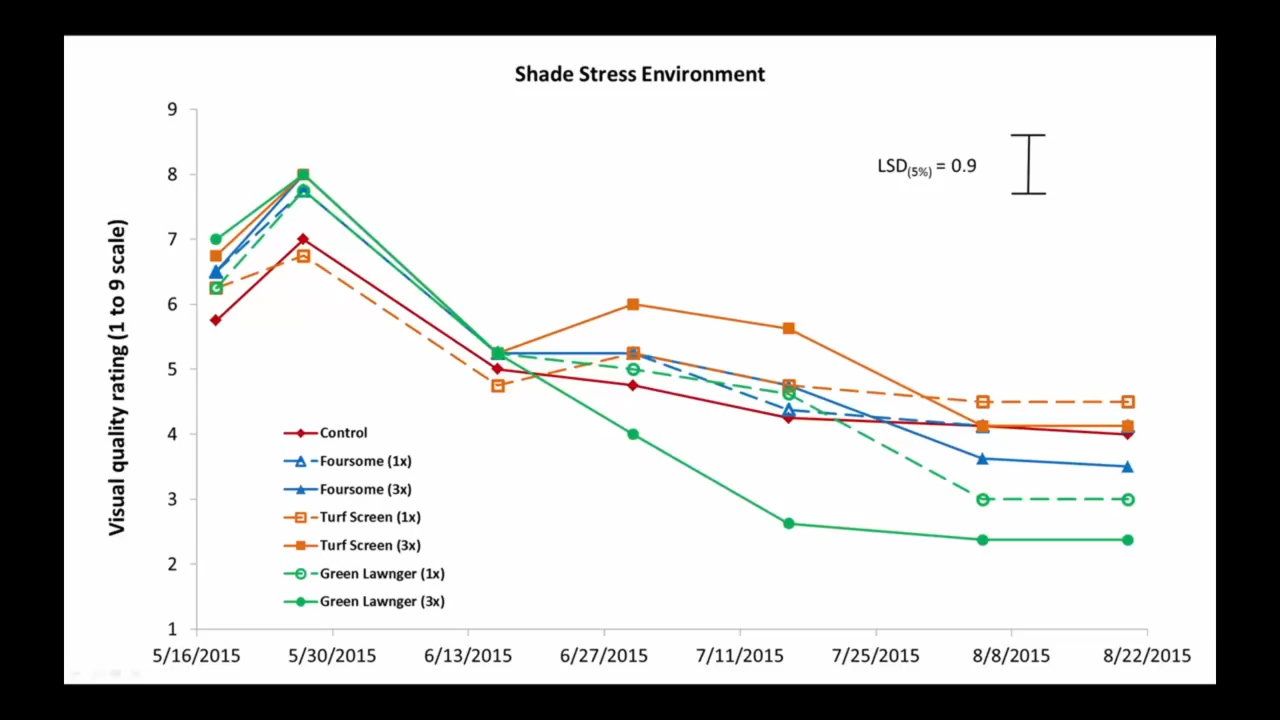 Shade Stress Environment
9
8
7
6
5
4
3
2
1
Visual quality rating (1 to 9 scale)
LSD(5%) = 0.9
Control
Foursome (1x)
Foursome (3x)
Turf Screen (1x)
Turf Screen (3x)
Green Lawnger (1x)
Green Lawnger (3x)
5/16/2015 5/30/2015 6/13/2015 6/27/2015 7/11/2015 7/25/2015 8/8/2015 8/22/2015